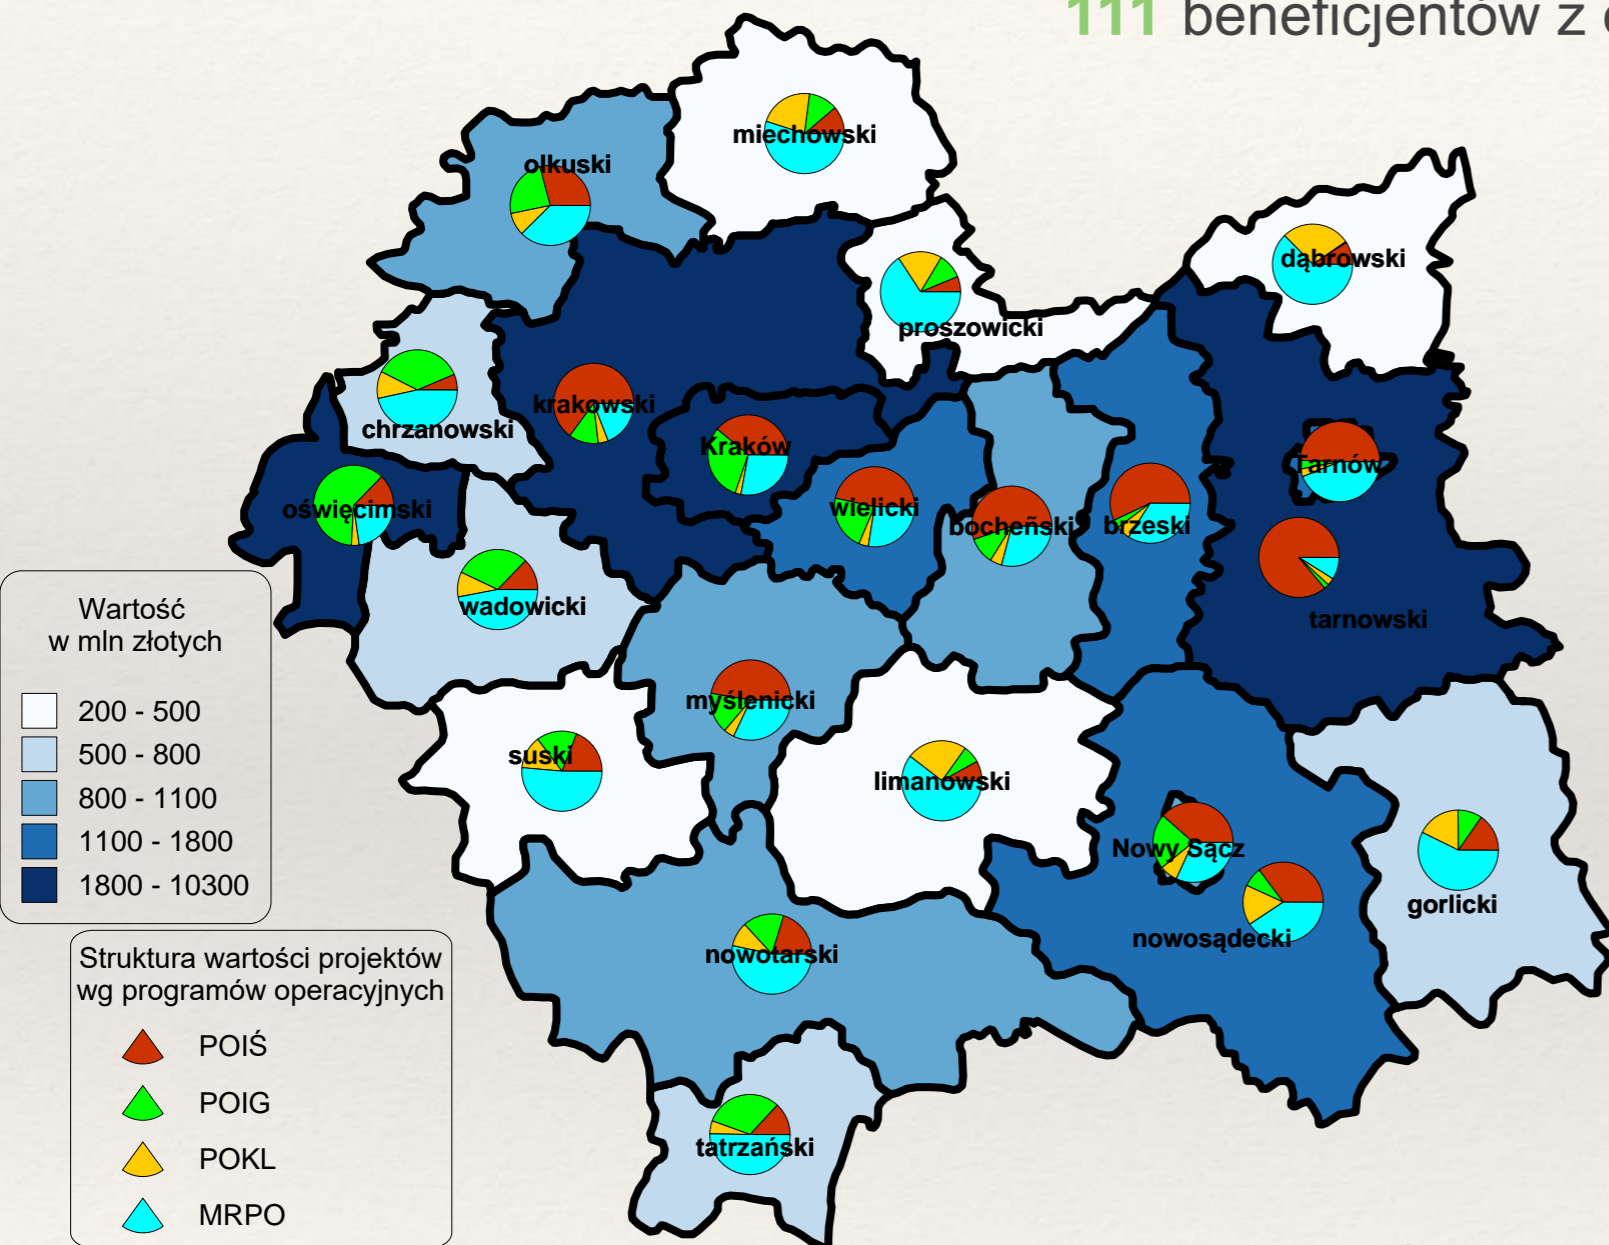 111 beneficjentów z
miechowski
olkuski
dąbrowski
proszowicki
krakowski
chrzanowski
Kraków
Tarnów
oświęcimski
wielicki
bocheński
brzeski
wadowicki
tarnowski
Wartość
w mln złotych
200 - 500
500 - 800
800 - 1100
1100 - 1800
1800 - 10300
myślenicki
suski
limanowski
Nowy Sącz
gorlicki
nowosądecki
nowotarski
Struktura wartości projektów
wg programów operacyjnych
POIŚ
POIG
POKL
MRPO
tatrzański